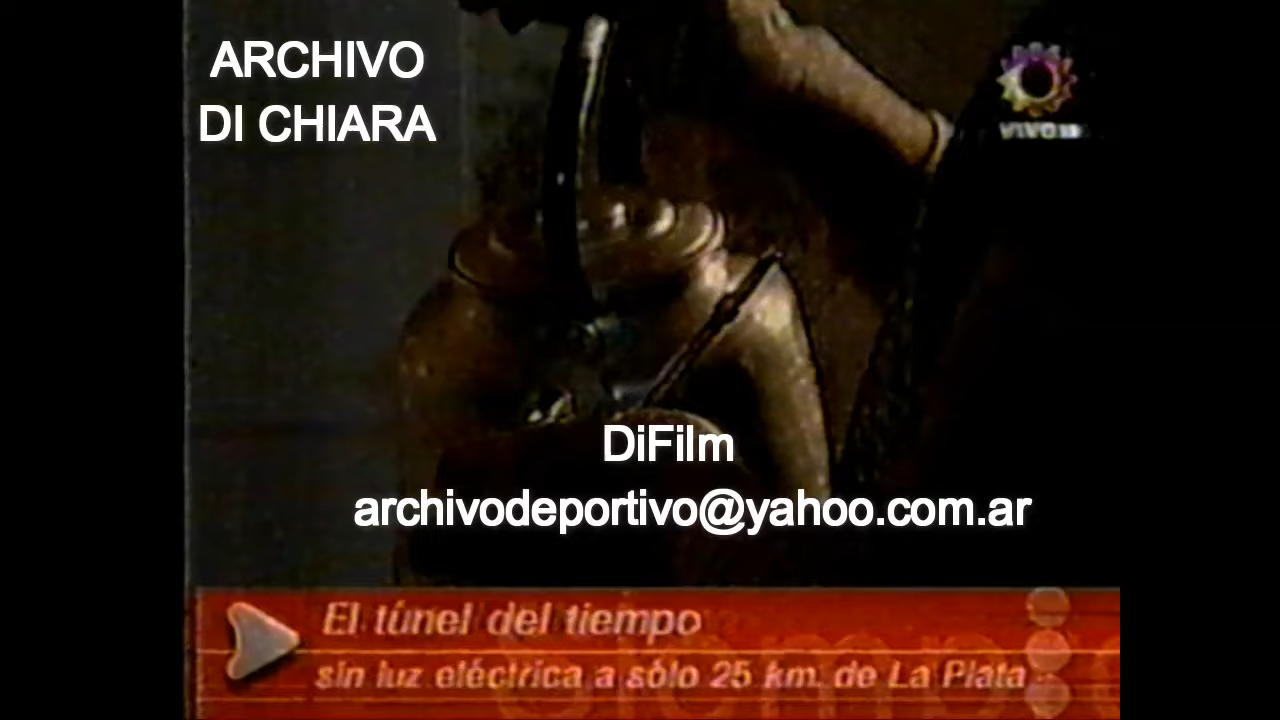 ARCHIVO
DI CHIARA
VIVO
DiFilm
archivodeportivo@yahoo.com.ar
El túnel del tiempo
sin luz eléctrica a sólo 25 km. de La Plata